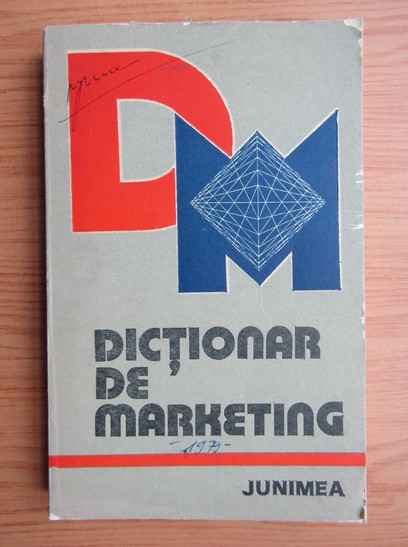 DM
DICȚIONAR
DE
MARKETING
-1979-
JUNIMEA